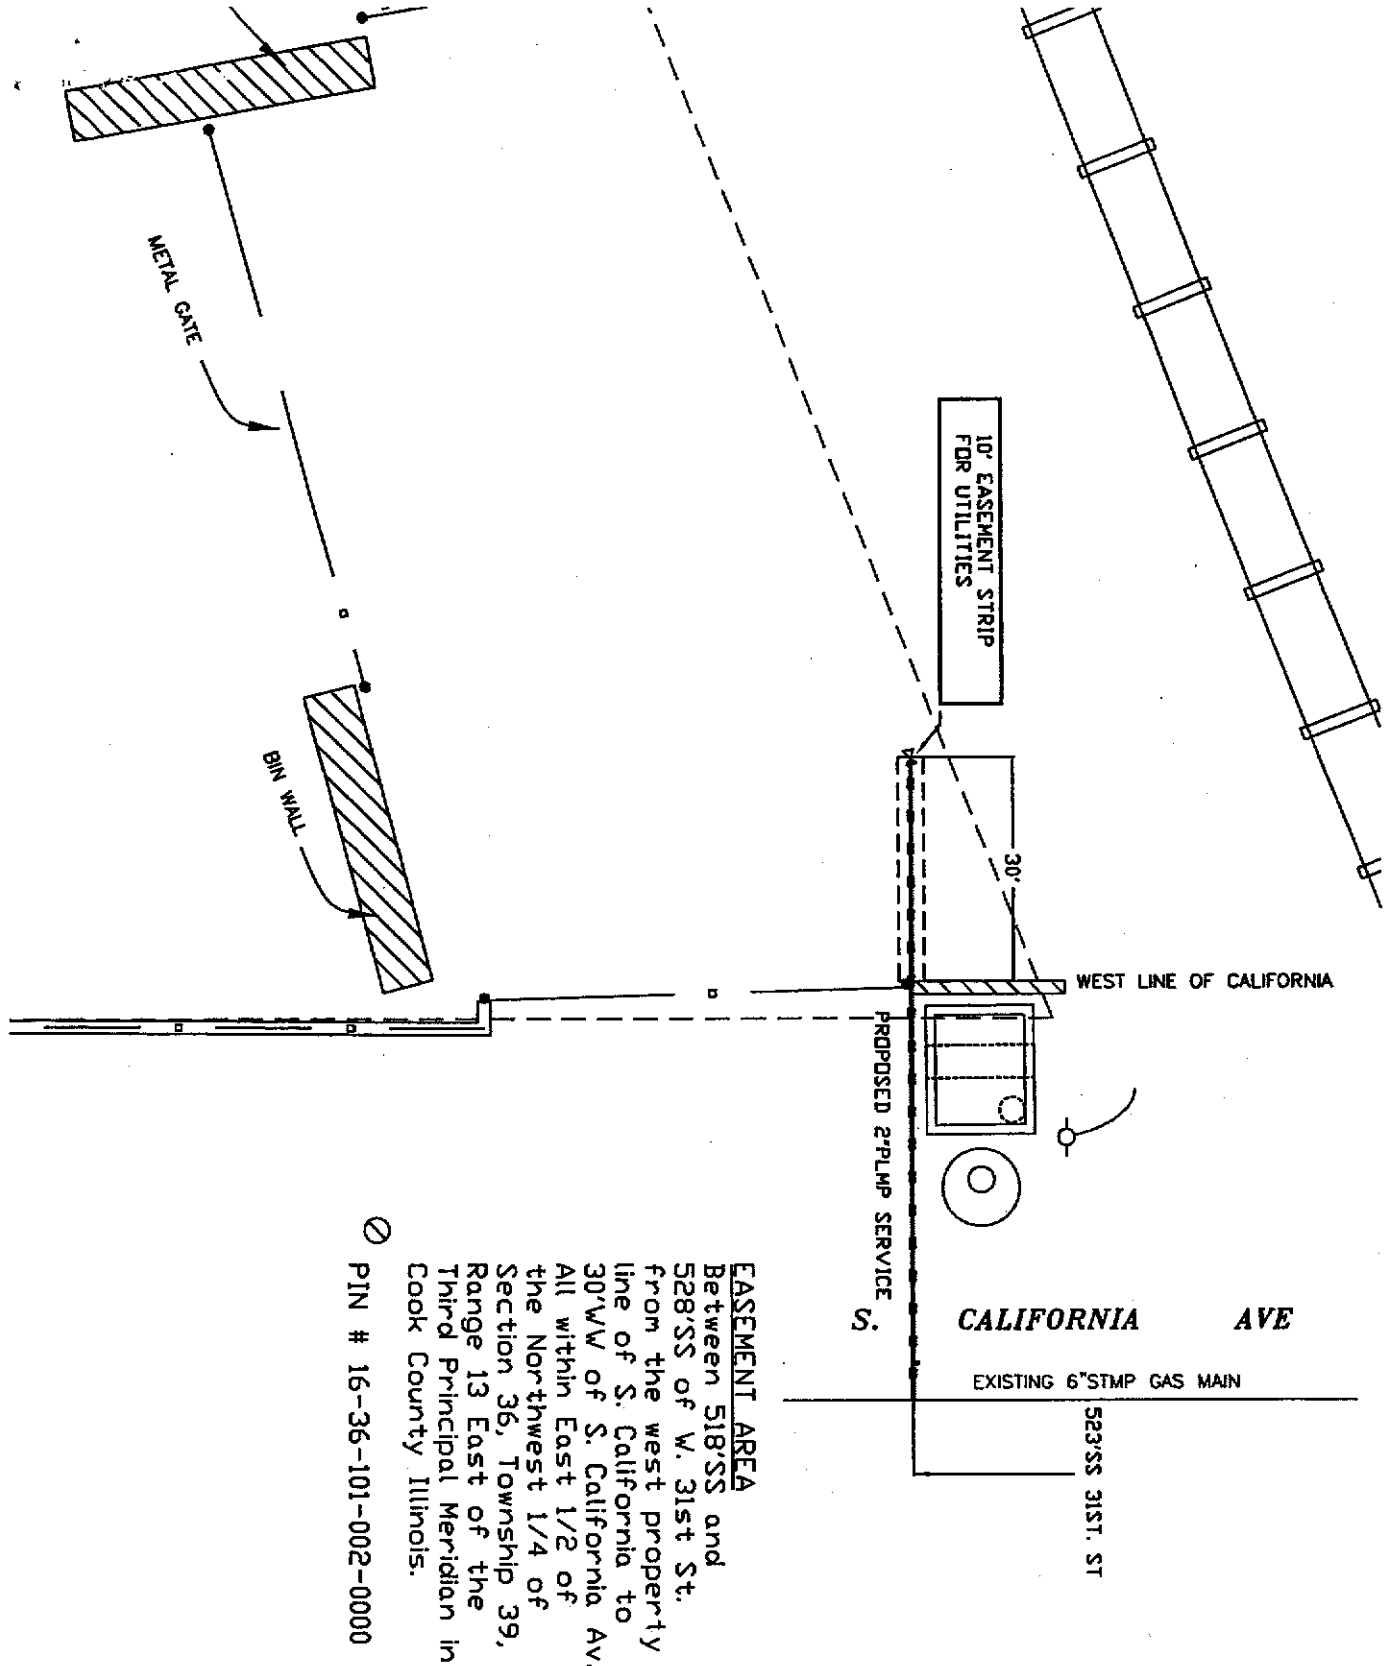 METAL GATE
BIN WALL
10' EASEMENT STRIP
FOR UTILITIES
30'
WEST LINE OF CALIFORNIA
PROPOSED 2"PLMP SERVICE
S. CALIFORNIA AVE
EXISTING 6"STMP GAS MAIN
523'SS 31ST. ST
EASEMENT AREA
Between 518'SS and
528'SS of W. 31st St.
from the west property
line of S. California to
30'WW of S. California Av.
All within East 1/2 of
the Northwest 1/4 of
Section 36, Township 39,
Range 13 East of the
Third Principal Meridian in
Cook County Illinois.
PIN # 16-36-101-002-0000